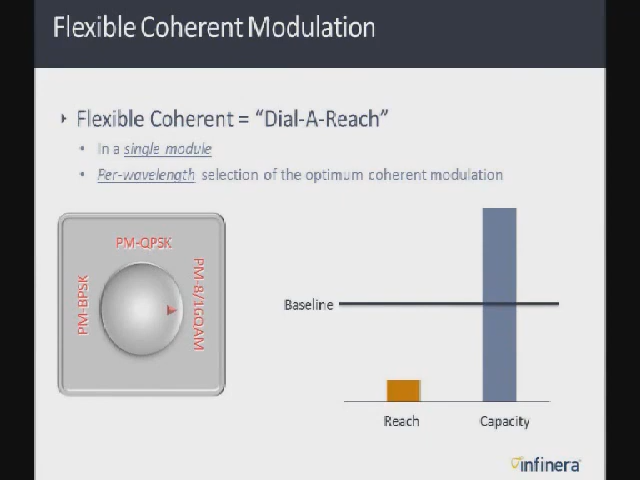 Flexible Coherent Modulation
Flexible Coherent = “Dial-A-Reach”
In a single module
Per-wavelength selection of the optimum coherent modulation
PM-QPSK
PM-BPSK
PM-8/1GQAM
Baseline
Reach
Capacity
infinera